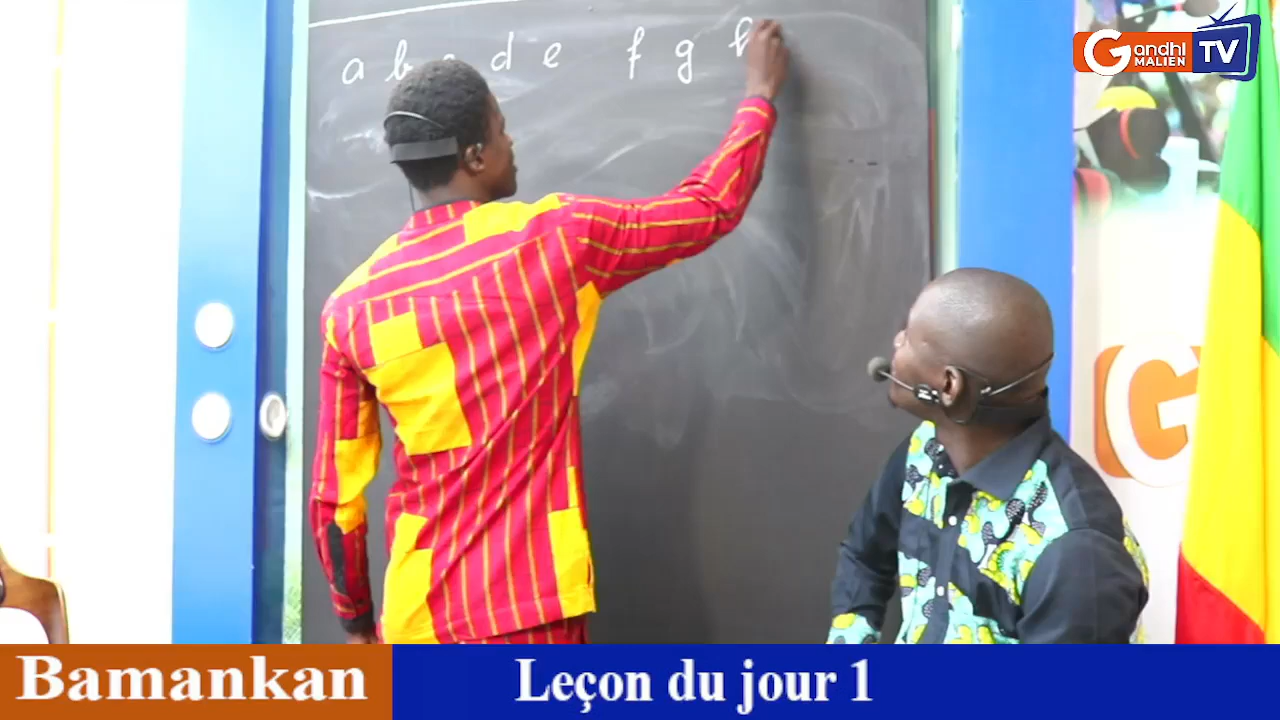 a b c d e f g h
Gandhi
MALIEN
TV
G
Bamankan
Leçon du jour 1